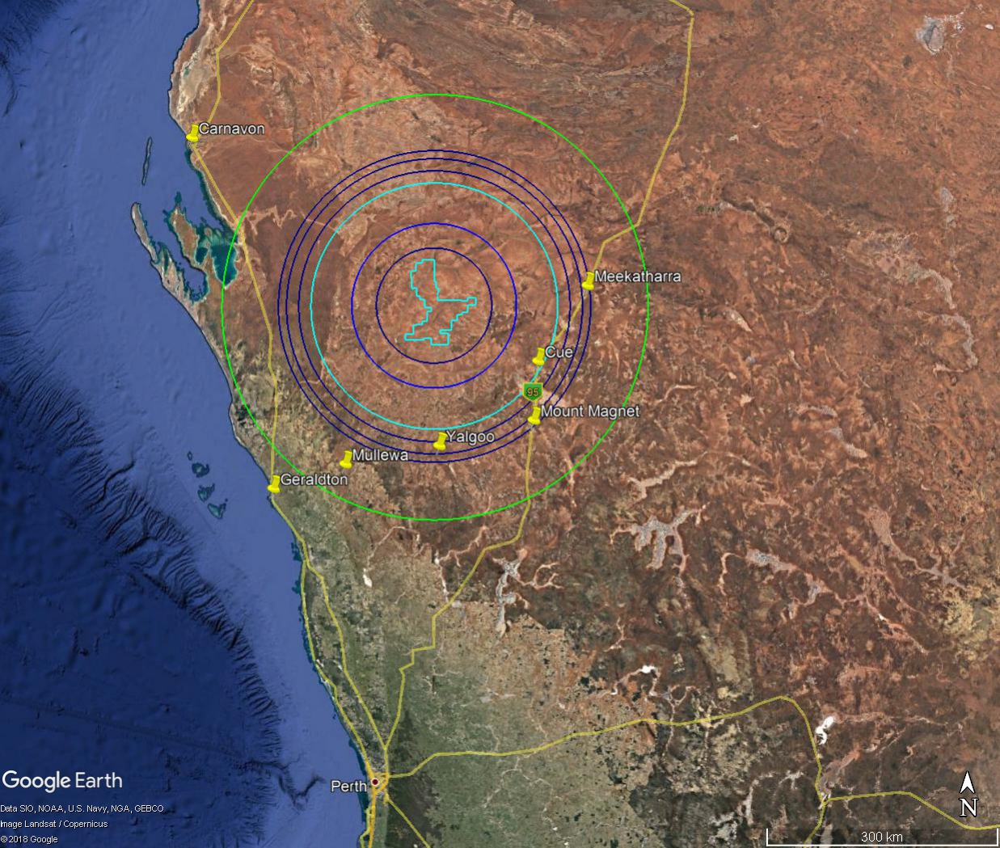 Carnavon
Meekatharra
Cue
95
Mount Magnet
Yalgoo
Mullewa
Geraldton
Perth
Google Earth
Data SIO, NOAA, U.S. Navy, NGA, GEBCO
Image Landsat / Copernicus
©2018 Google
N
300 km